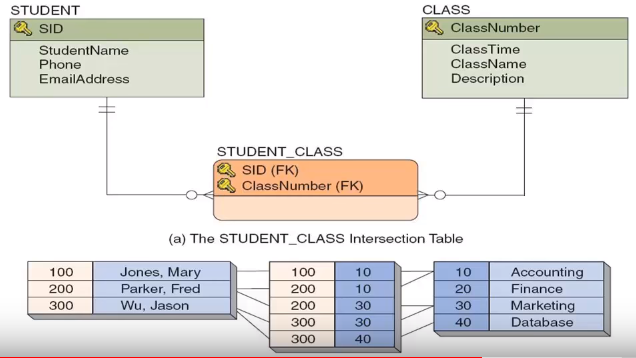 STUDENT
SID
StudentName
Phone
EmailAddress
CLASS
ClassNumber
ClassTime
ClassName
Description
STUDENT_CLASS
SID (FK)
ClassNumber (FK)
(a) The STUDENT_CLASS Intersection Table
100 Jones, Mary
200 Parker, Fred
300 Wu, Jason
100 10
200 10
200 30
300 30
300 40
10 Accounting
20 Finance
30 Marketing
40 Database